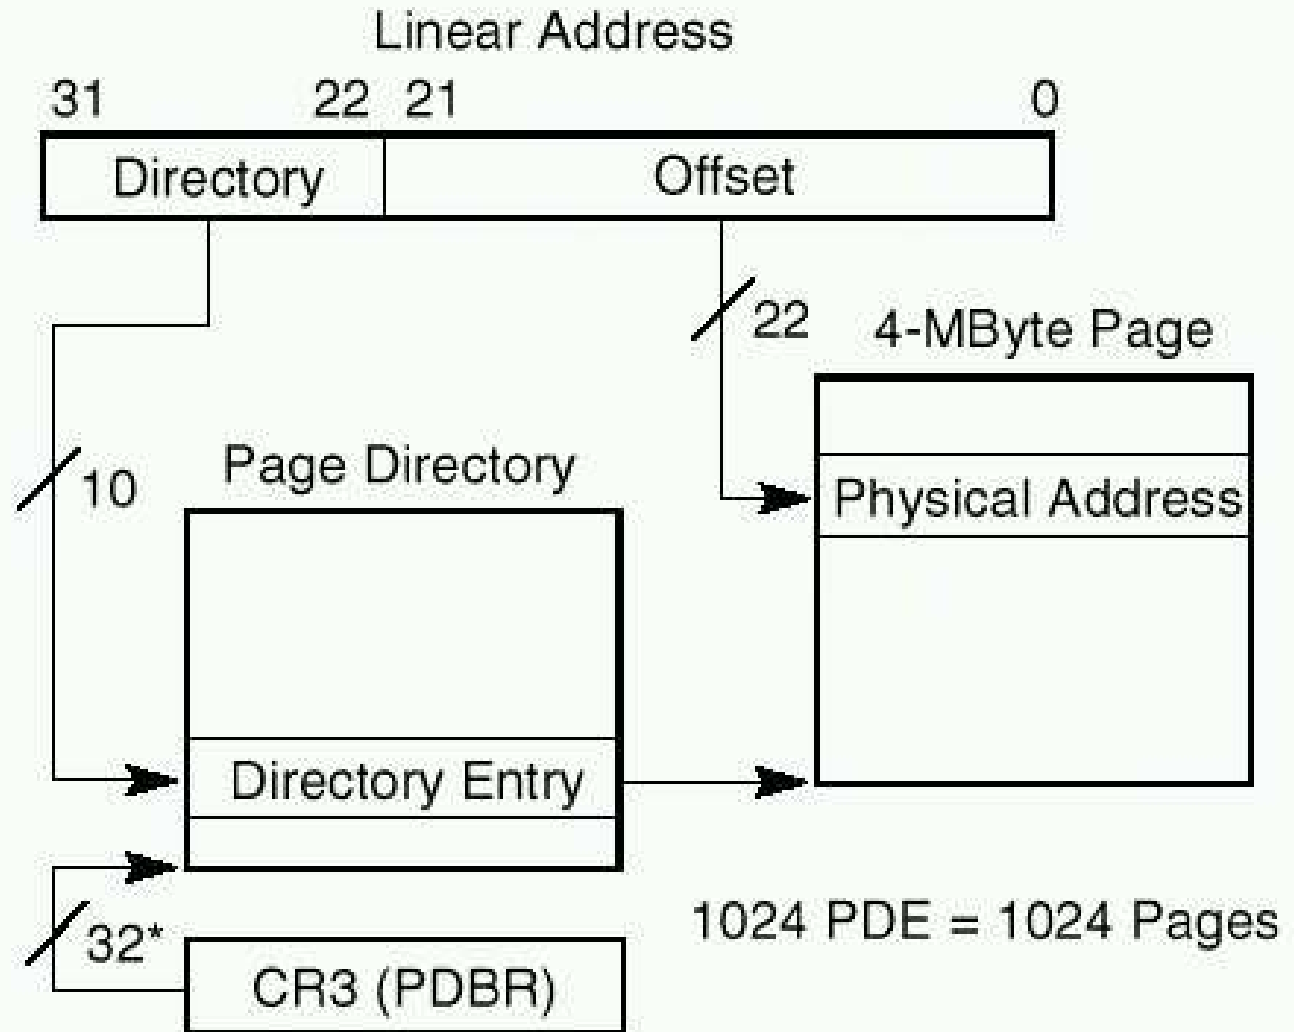 Linear Address
31 22 21 0
Directory Offset
22
4-MByte Page
10
Page Directory
Physical Address
Directory Entry
32*
1024 PDE = 1024 Pages
CR3 (PDBR)